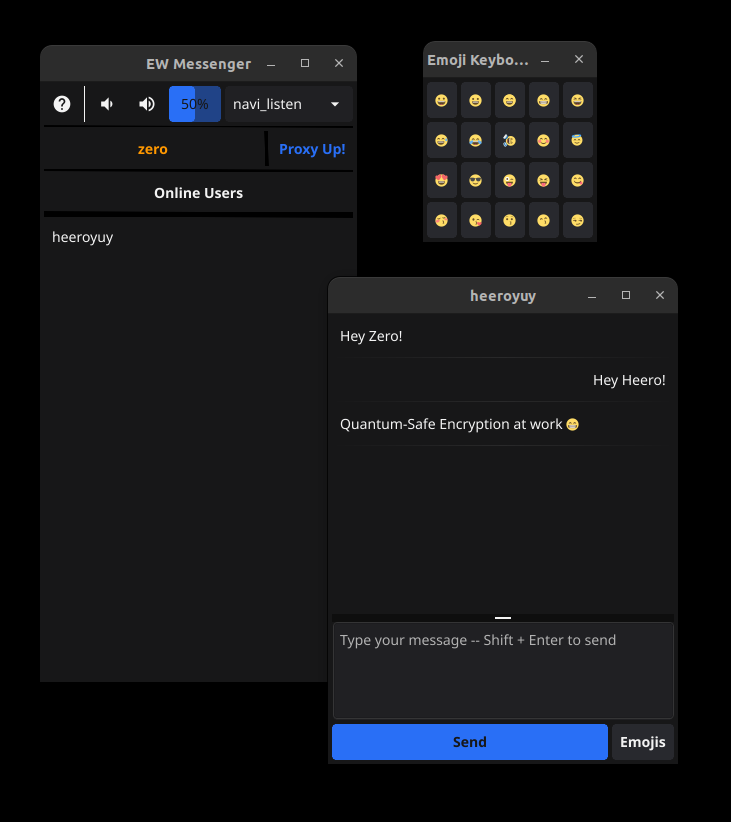 EW Messenger
50%
navi_listen
zero
Proxy Up!
Online Users
heeroyuy
Emoji Keybo...
heeroyuy
Hey Zero!
Hey Heero!
Quantum-Safe Encryption at work 😁
Type your message -- Shift + Enter to send
Send
Emojis